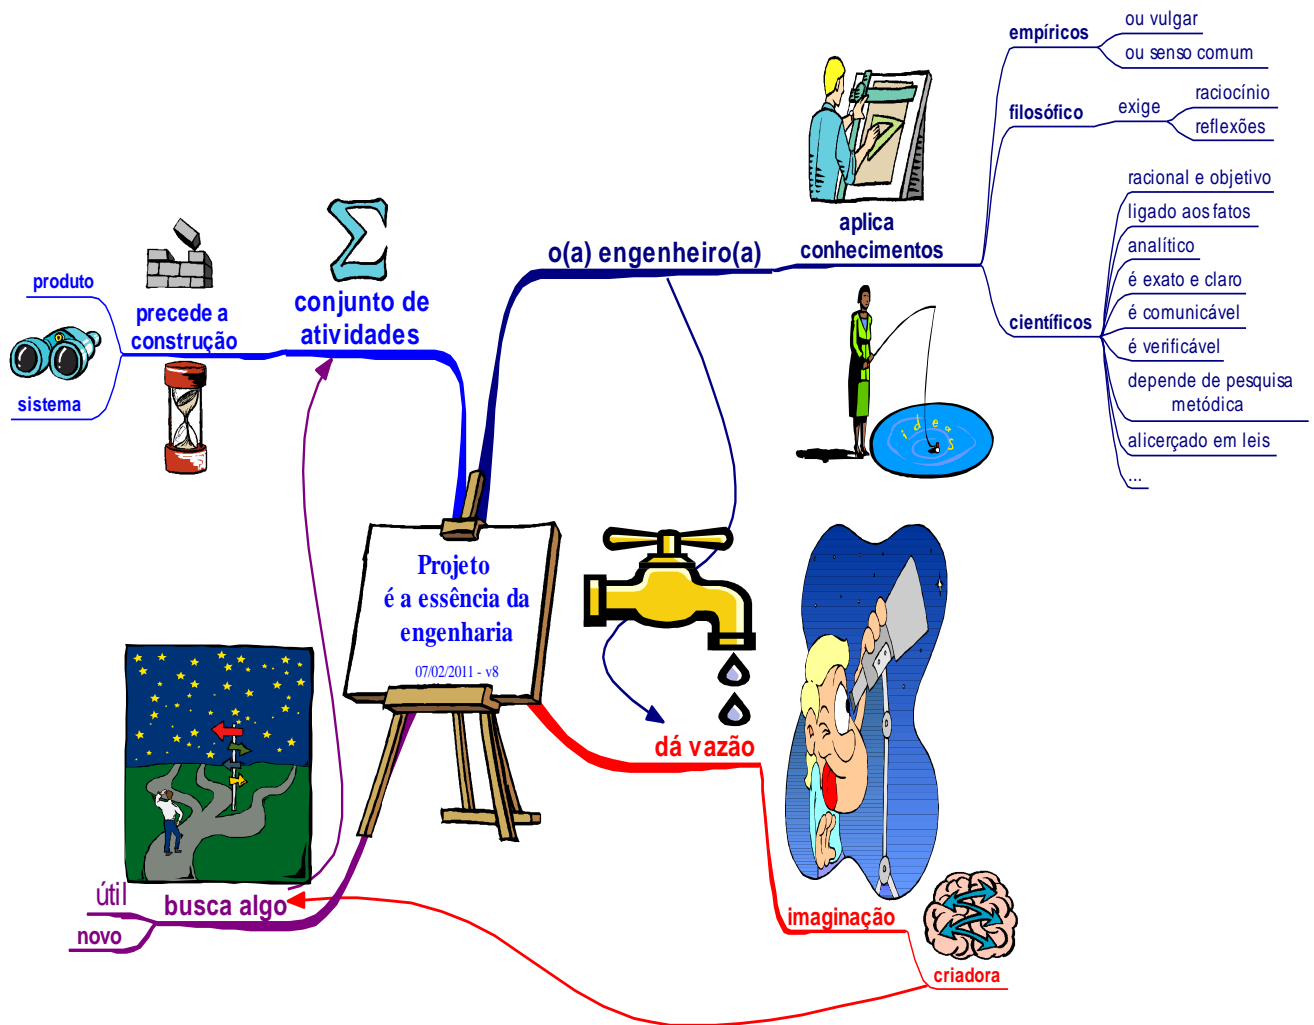 Projeto
é a essência da
engenharia
07/02/2011 - v8
o(a) engenheiro(a)
aplica
conhecimentos
empíricos
ou vulgar
ou senso comum
filosófico
exige
raciocínio
reflexões
científicos
racional e objetivo
ligado aos fatos
analítico
é exato e claro
é comunicável
é verificável
depende de pesquisa
metódica
alicerçado em leis
...
ideas
dá vazão
imaginação
criadora
busca algo
útil
novo
conjunto de
atividades
precede a
construção
produto
sistema